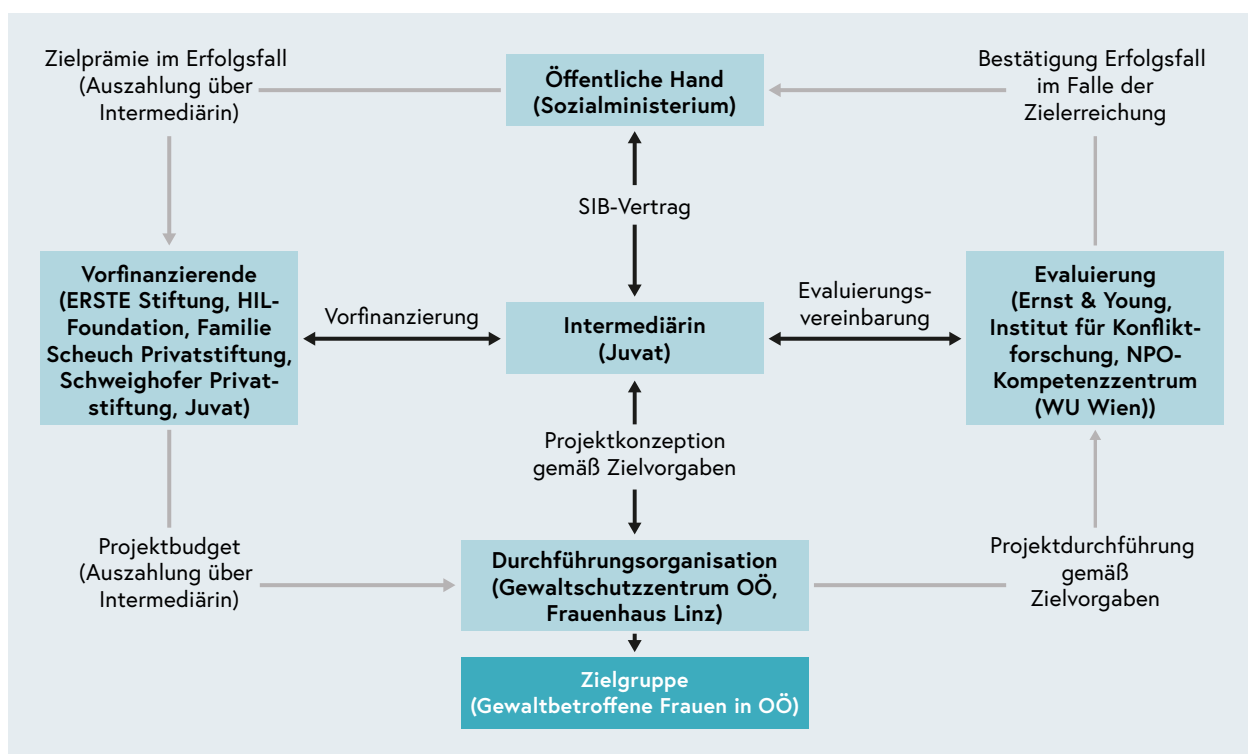 Zielprämie im Erfolgsfall
(Auszahlung über
Intermediärin)
Öffentliche Hand
(Sozialministerium)
Bestätigung Erfolgsfall
im Falle der
Zielerreichung
SIB-Vertrag
Vorfinanzierende
(ERSTE Stiftung, HIL-
Foundation, Familie
Scheuch Privatstiftung,
Schweighofer Privat-
stiftung, Juvat)
Vorfinanzierung
Intermediärin
(Juvat)
Evaluierungs-
vereinbarung
Evaluierung
(Ernst & Young,
Institut für Konflikt-
forschung, NPO-
Kompetenzzentrum
(WU Wien))
Projektkonzeption
gemäß Zielvorgaben
Projektbudget
(Auszahlung über
Intermediärin)
Durchführungsorganisation
(Gewaltschutzzentrum OÖ,
Frauenhaus Linz)
Projektdurchführung
gemäß
Zielvorgaben
Zielgruppe
(Gewaltbetroffene Frauen in OÖ)